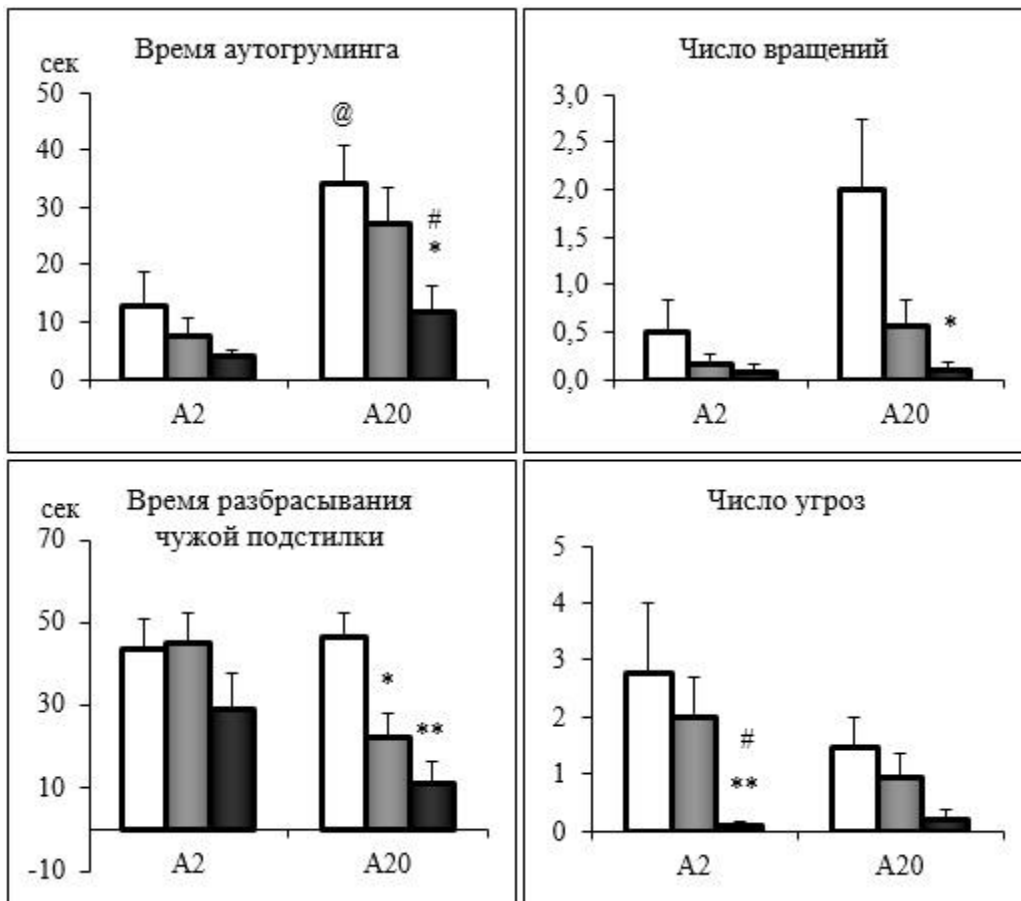 Время аутогруминга
сек
50
40
30
20
10
0
@
#
*
A2
A20
Число вращений
3,0
2,5
2,0
1,5
1,0
0,5
0,0
*
A2
A20
Время разбрасывания
чужой подстилки
сек
70
50
30
10
-10
*
**
A2
A20
Число угроз
5
4
3
2
1
0
#
**
A2
A20